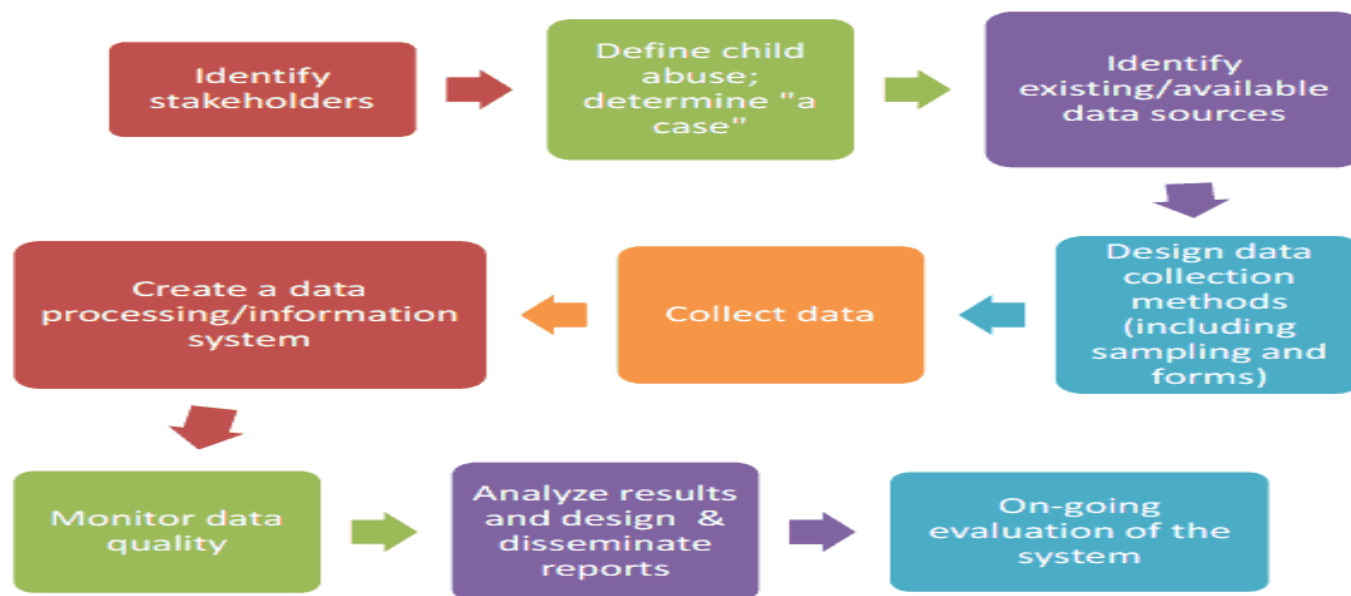 Identify
stakeholders
Define child
abuse;
determine "a
case"
Identify
existing/available
data sources
Design data
collection
methods
(including
sampling and
forms)
Collect data
Create a data
processing/information
system
Monitor data
quality
Analyze results
and design & 
disseminate
reports
On-going
evaluation of the
system